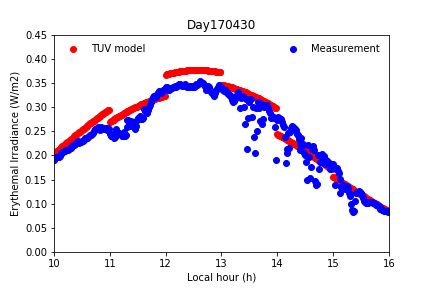 Day170430
TUV model
Measurement
Erythemal Irradiance (W/m2)
0.45
0.40
0.35
0.30
0.25
0.20
0.15
0.10
0.05
0.00
10 11 12 13 14 15 16
Local hour (h)